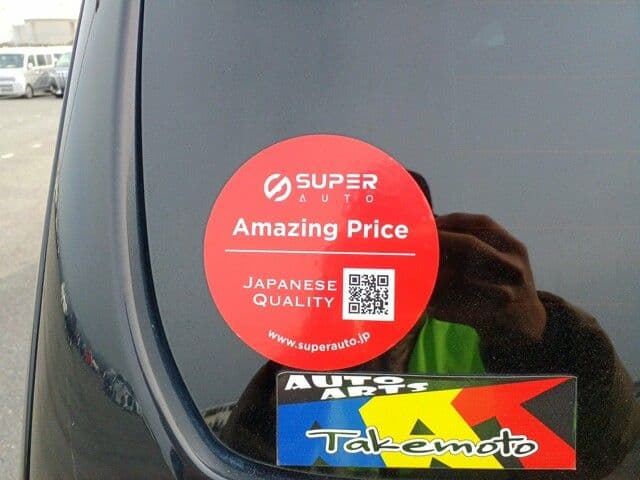 SUPER
AUTO
Amazing Price
JAPANESE
QUALITY
www.superauto.jp
AUTO
ARTS
Takemoto